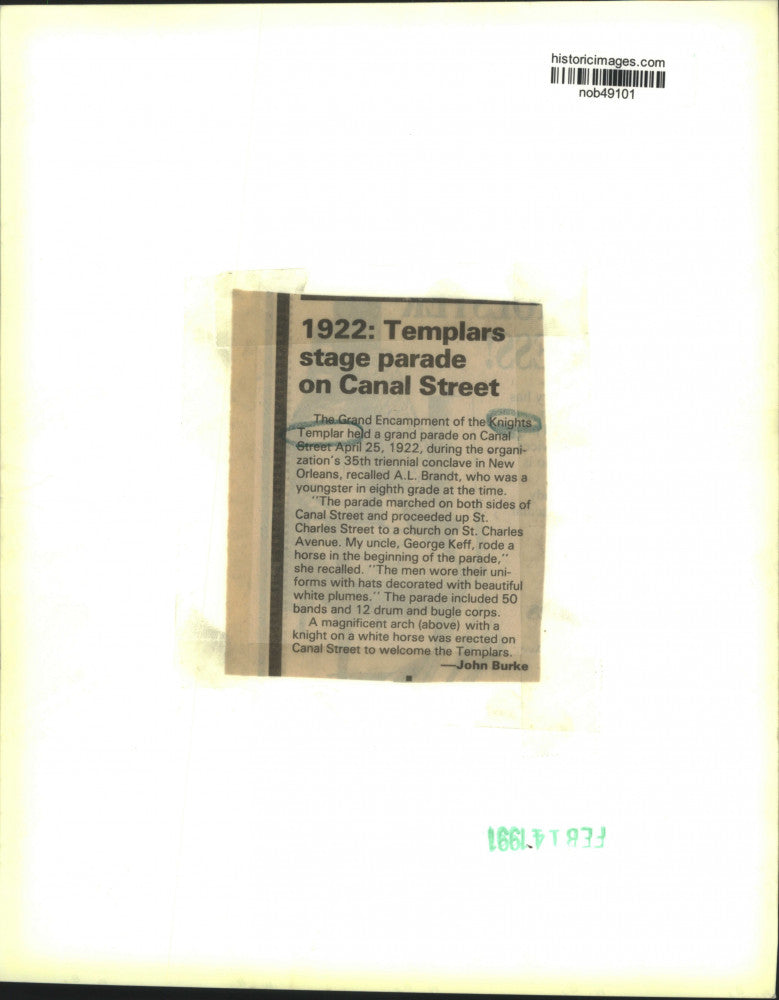 historicimages.com
nob49101
1922: Templars
stage parade
on Canal Street
The Grand Encampment of the Knights
Templar held a grand parade on Canal
Street April 25, 1922, during the organi-
zation's 35th triennial conclave in New
Orleans, recalled A.L. Brandt, who was a
youngster in eighth grade at the time.
"The parade marched on both sides of
Canal Street and proceeded up St.
Charles Street to a church on St. Charles
Avenue. My uncle, George Keff, rode a
horse in the beginning of the parade,"
she recalled. "The men wore their uni-
forms with hats decorated with beautiful
white plumes." The parade included 50
bands and 12 drum and bugle corps.
A magnificent arch (above) with a
knight on a white horse was erected on
Canal Street to welcome the Templars.
—John Burke
FEB 14 1991